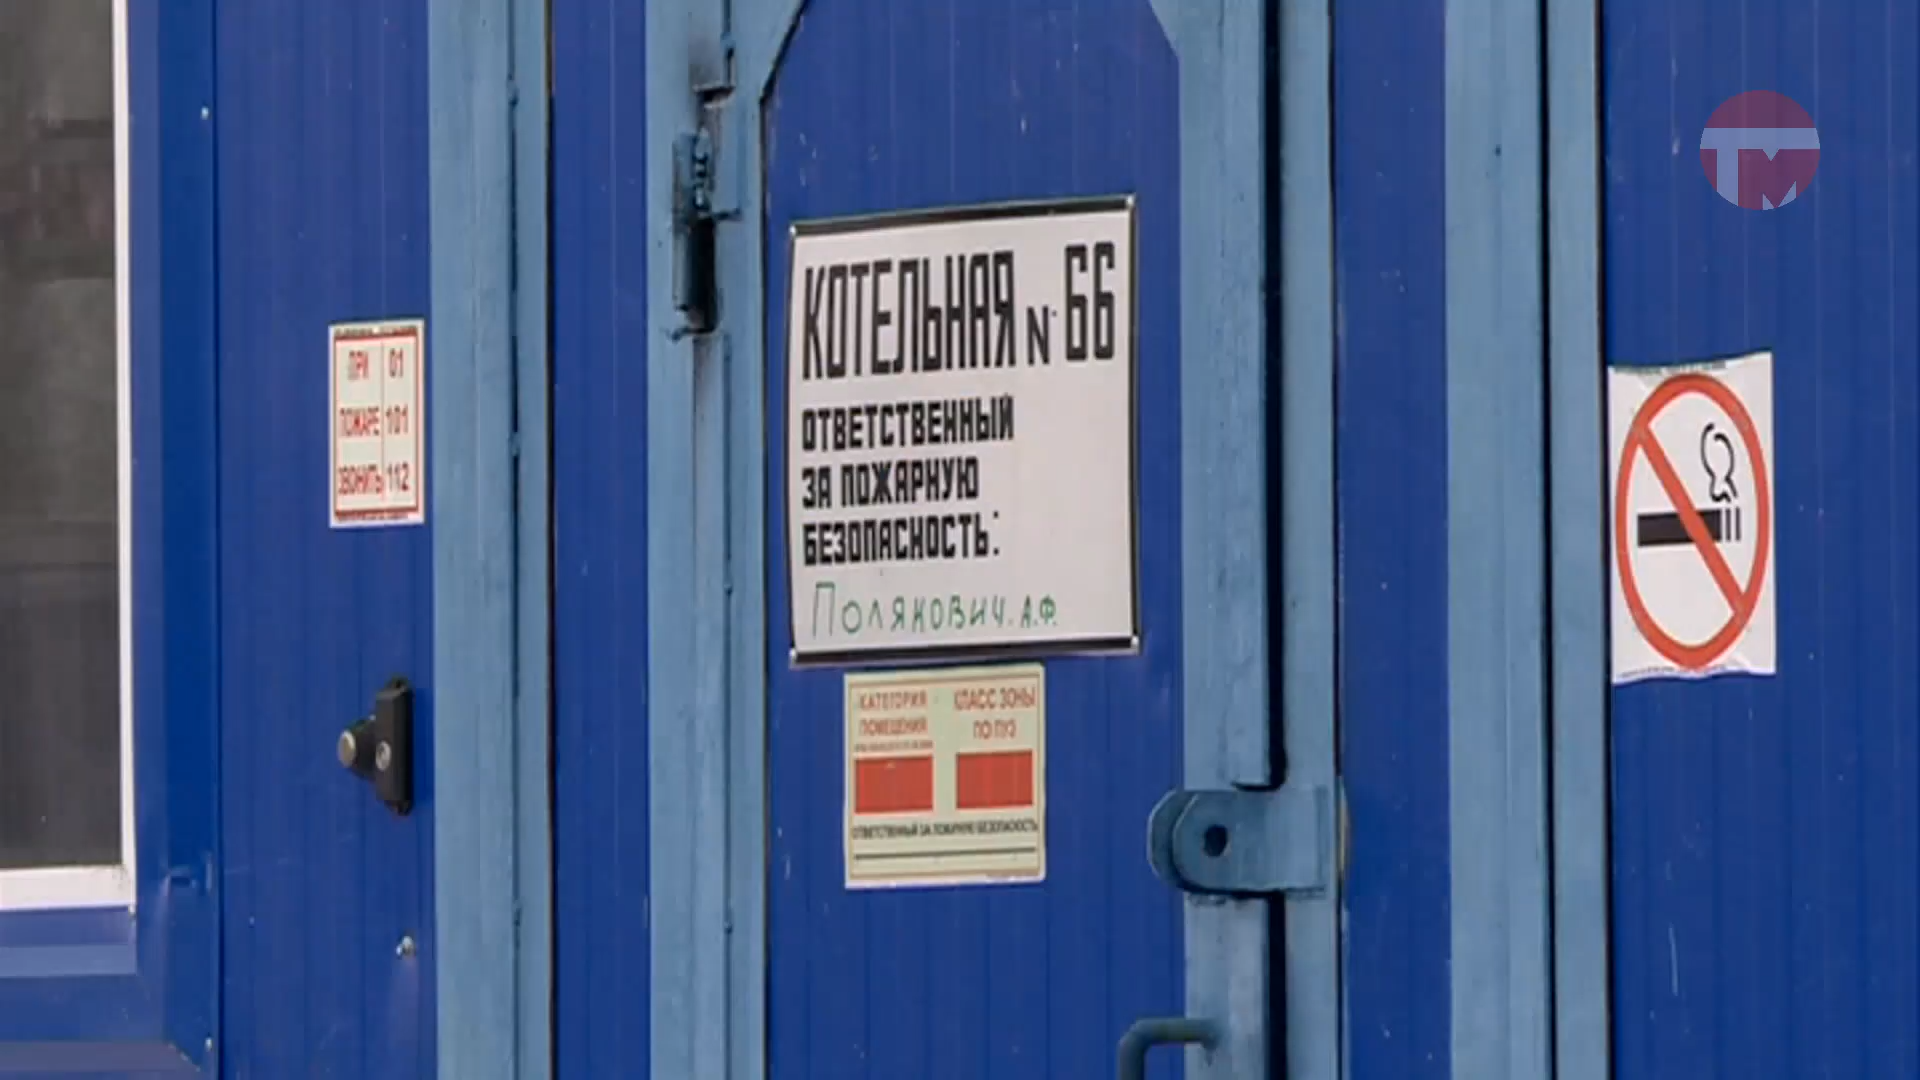 ПРИ 01
ПОЖАРЕ 101
ЗВОНИТЬ 112
КОТЕЛЬНАЯ N 66
ОТВЕТСТВЕННЫЙ
ЗА ПОЖАРНУЮ
БЕЗОПАСНОСТЬ:
Полякович. А.Ф.
КАТЕГОРИЯ
ПОМЕЩЕНИЯ
КЛАСС ЗОНЫ
ПО ПУЭ
ОТВЕТСТВЕННЫЙ ЗА ПОЖАРНУЮ БЕЗОПАСНОСТЬ
ТМ